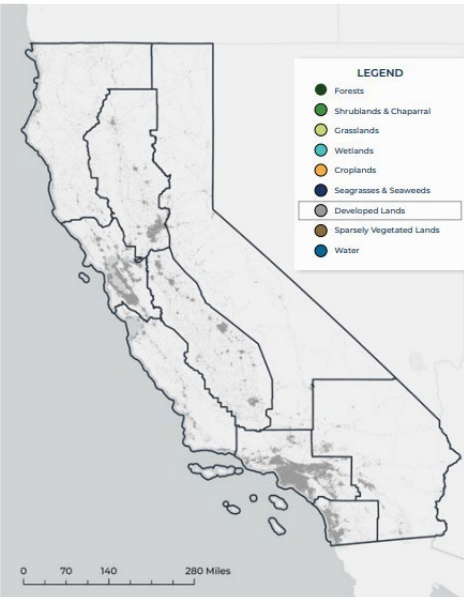 LEGEND
Forests
Shrublands & Chaparral
Grasslands
Wetlands
Croplands
Seagrasses & Seaweeds
Developed Lands
Sparsely Vegetated Lands
Water
0 70 140 280 Miles